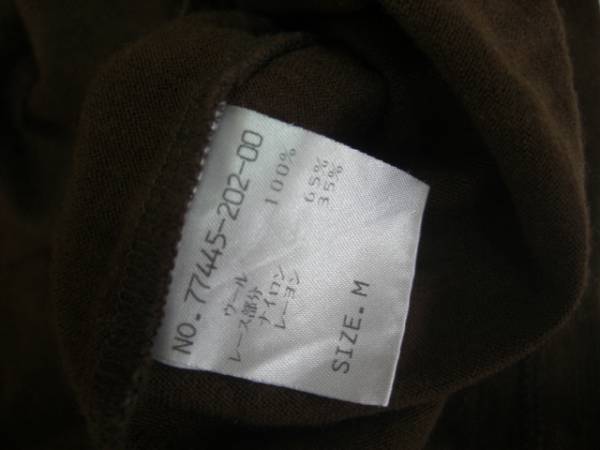 NO.77445-202-00
ウール 100%
レース部分
ナイロン 65%
レーヨン 35%
SIZE.M